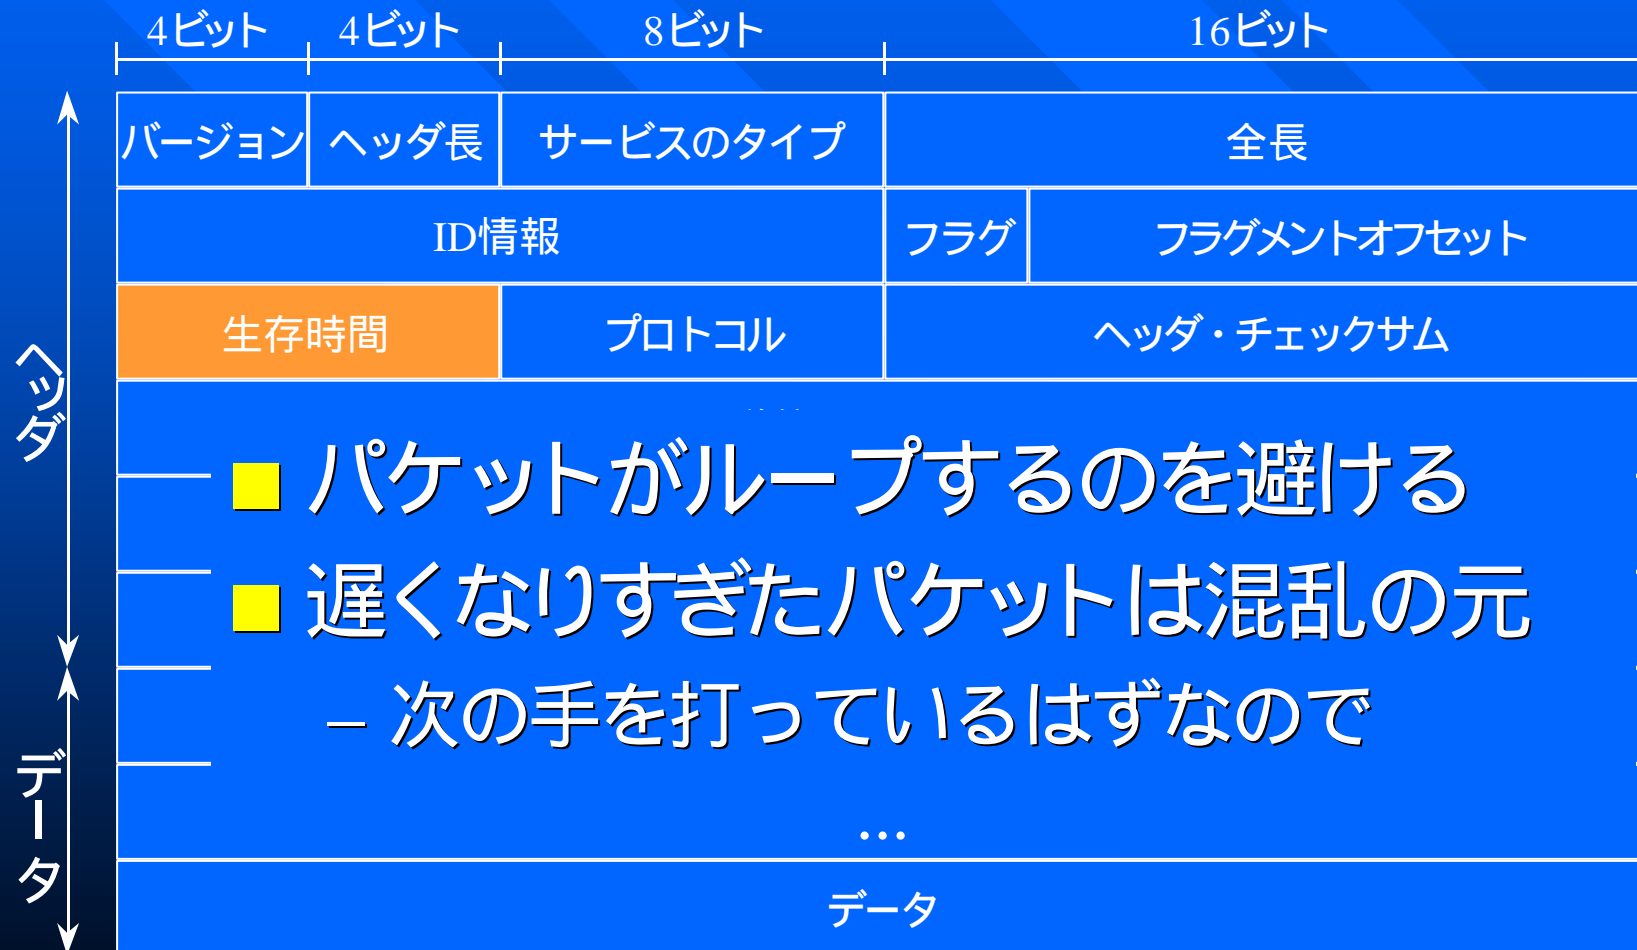 4ビット 4ビット 8ビット 16ビット
バージョン ヘッダ長 サービスのタイプ 全長
ID情報 フラグ フラグメントオフセット
生存時間 プロトコル ヘッダ・チェックサム
ヘッダ
■ パケットがループするのを避ける
■ 遅くなりすぎたパケットは混乱の元
– 次の手を打っているはずなので
データ
…
データ